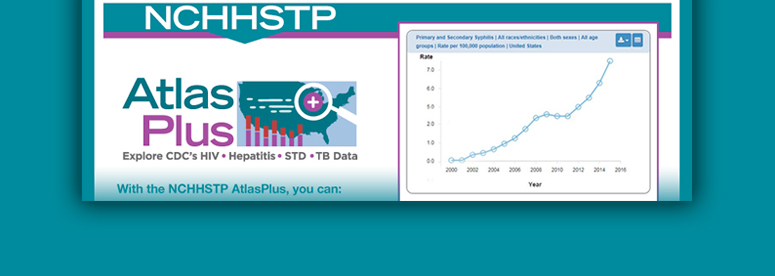 NCHHSTP
Atlas
Plus
Explore CDC's HIV • Hepatitis • STD • TB Data
With the NCHHSTP AtlasPlus, you can:
Primary and Secondary Syphilis | All races/ethnicities | Both sexes | All age
groups | Rate per 100,000 population | United States
Rate
7.0
6.0
5.0
4.0
3.0
2.0
1.0
0.0
2000 2002 2004 2006 2008 2010 2011 2012 2014 2016
Year